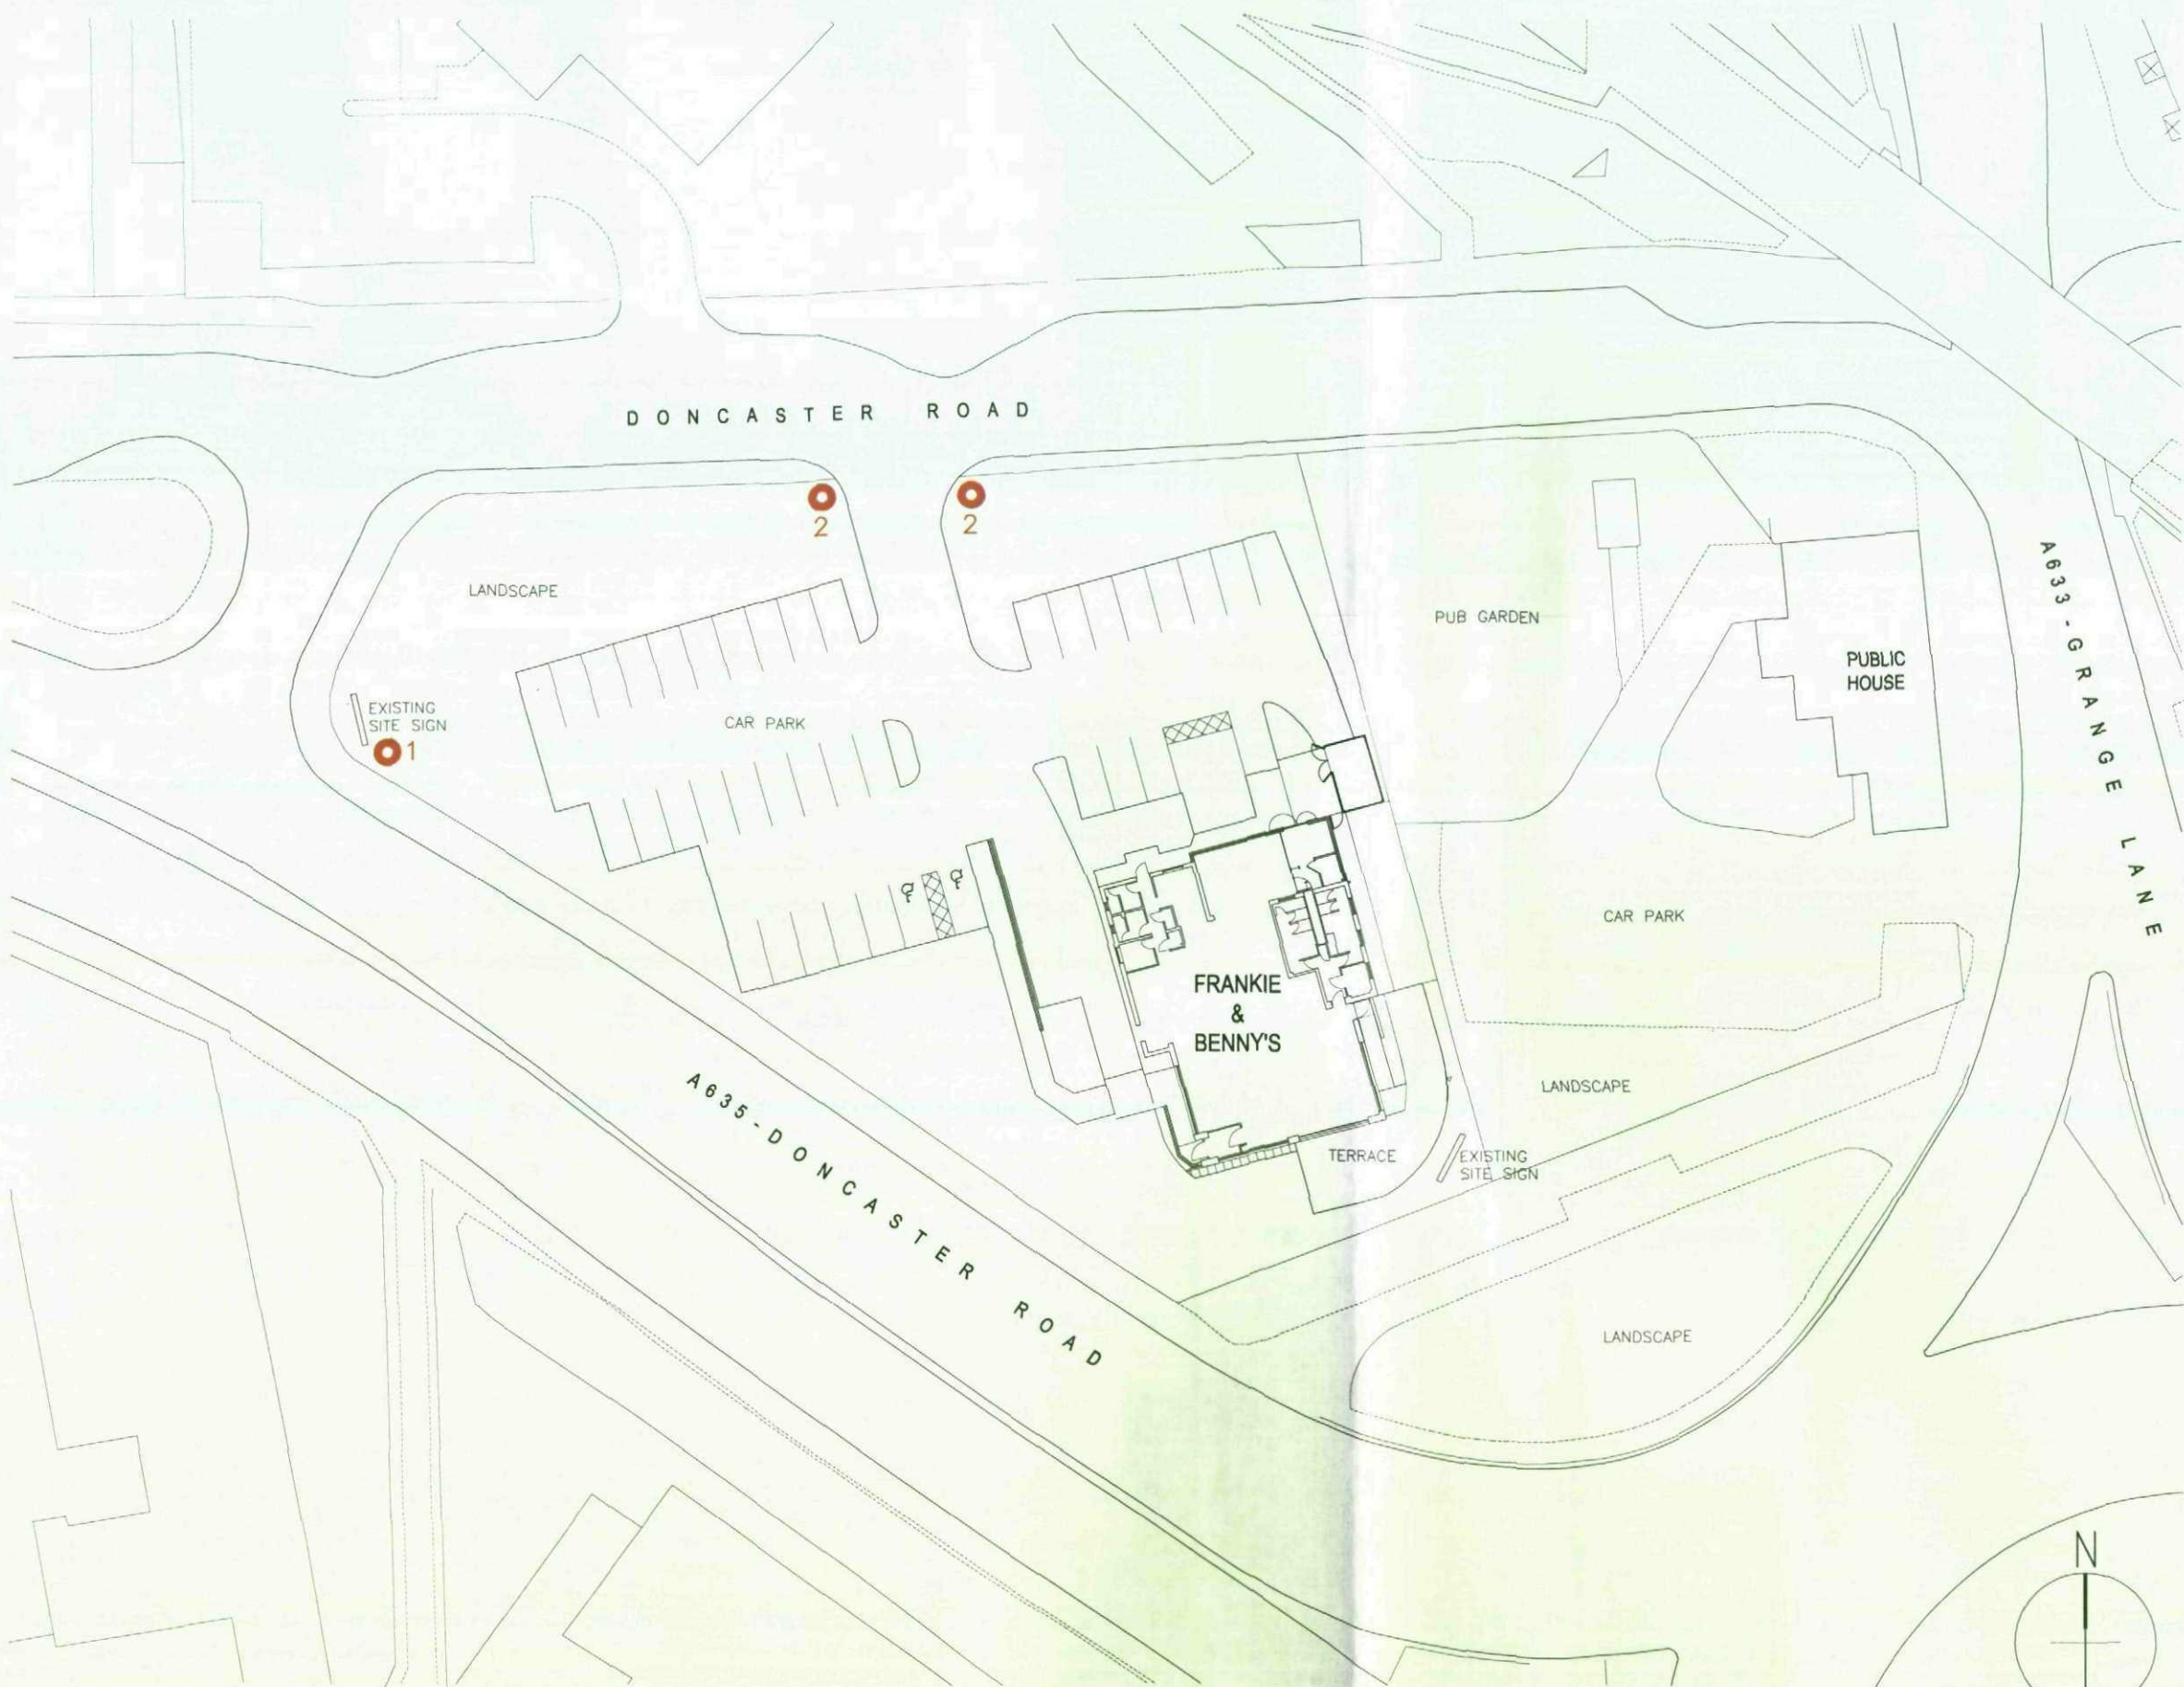 DONCASTER ROAD
2
2
LANDSCAPE
PUB GARDEN
A633 - GRANGE LANE
PUBLIC
HOUSE
EXISTING
SITE SIGN
1
CAR PARK
CAR PARK
FRANKIE
&
BENNY'S
A635 - DONCASTER ROAD
LANDSCAPE
TERRACE
EXISTING
SITE SIGN
LANDSCAPE
N